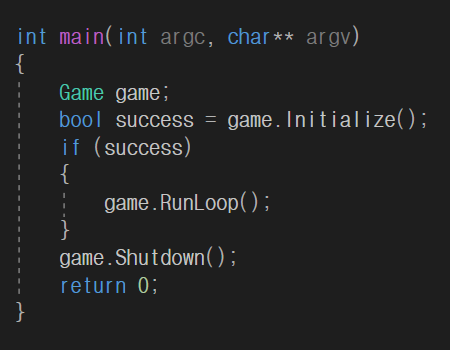 int main(int argc, char** argv)
{
    Game game;
    bool success = game.Initialize();
    if (success)
    {
        game.RunLoop();
    }
    game.Shutdown();
    return 0;
}